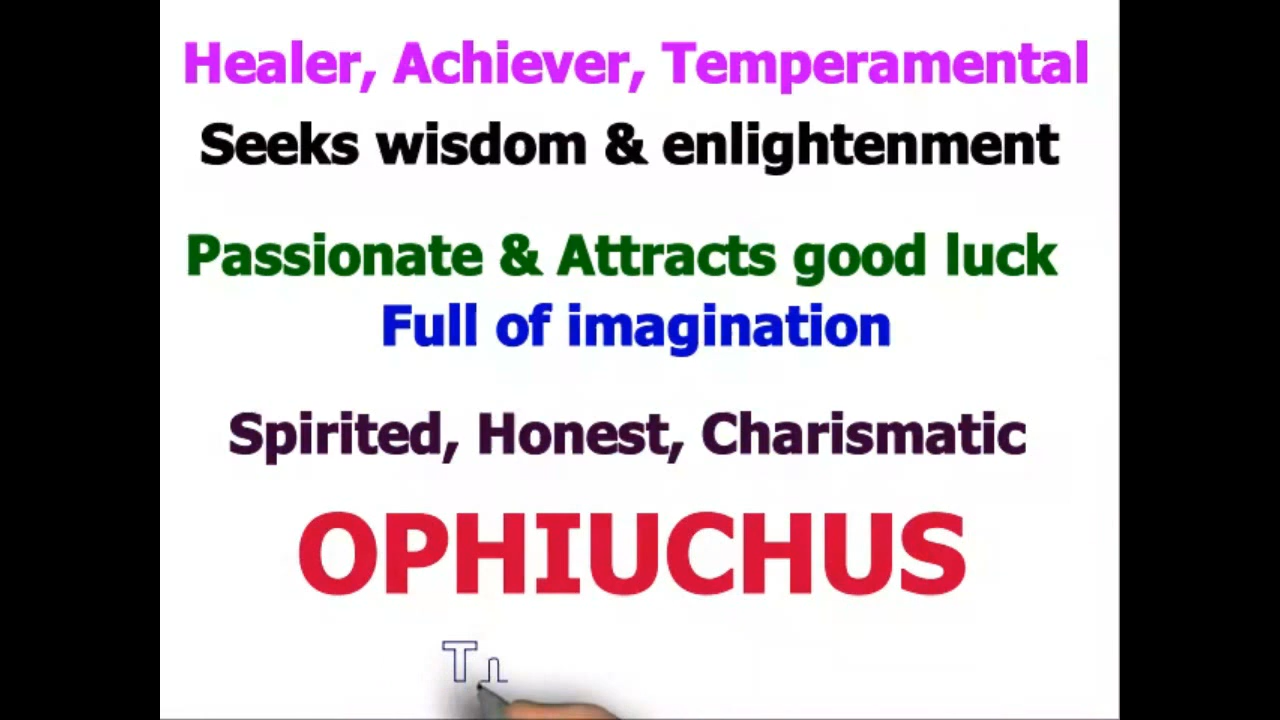 Healer, Achiever, Temperamental
Seeks wisdom & enlightenment
Passionate & Attracts good luck
Full of imagination
Spirited, Honest, Charismatic
OPHIUCHUS
T